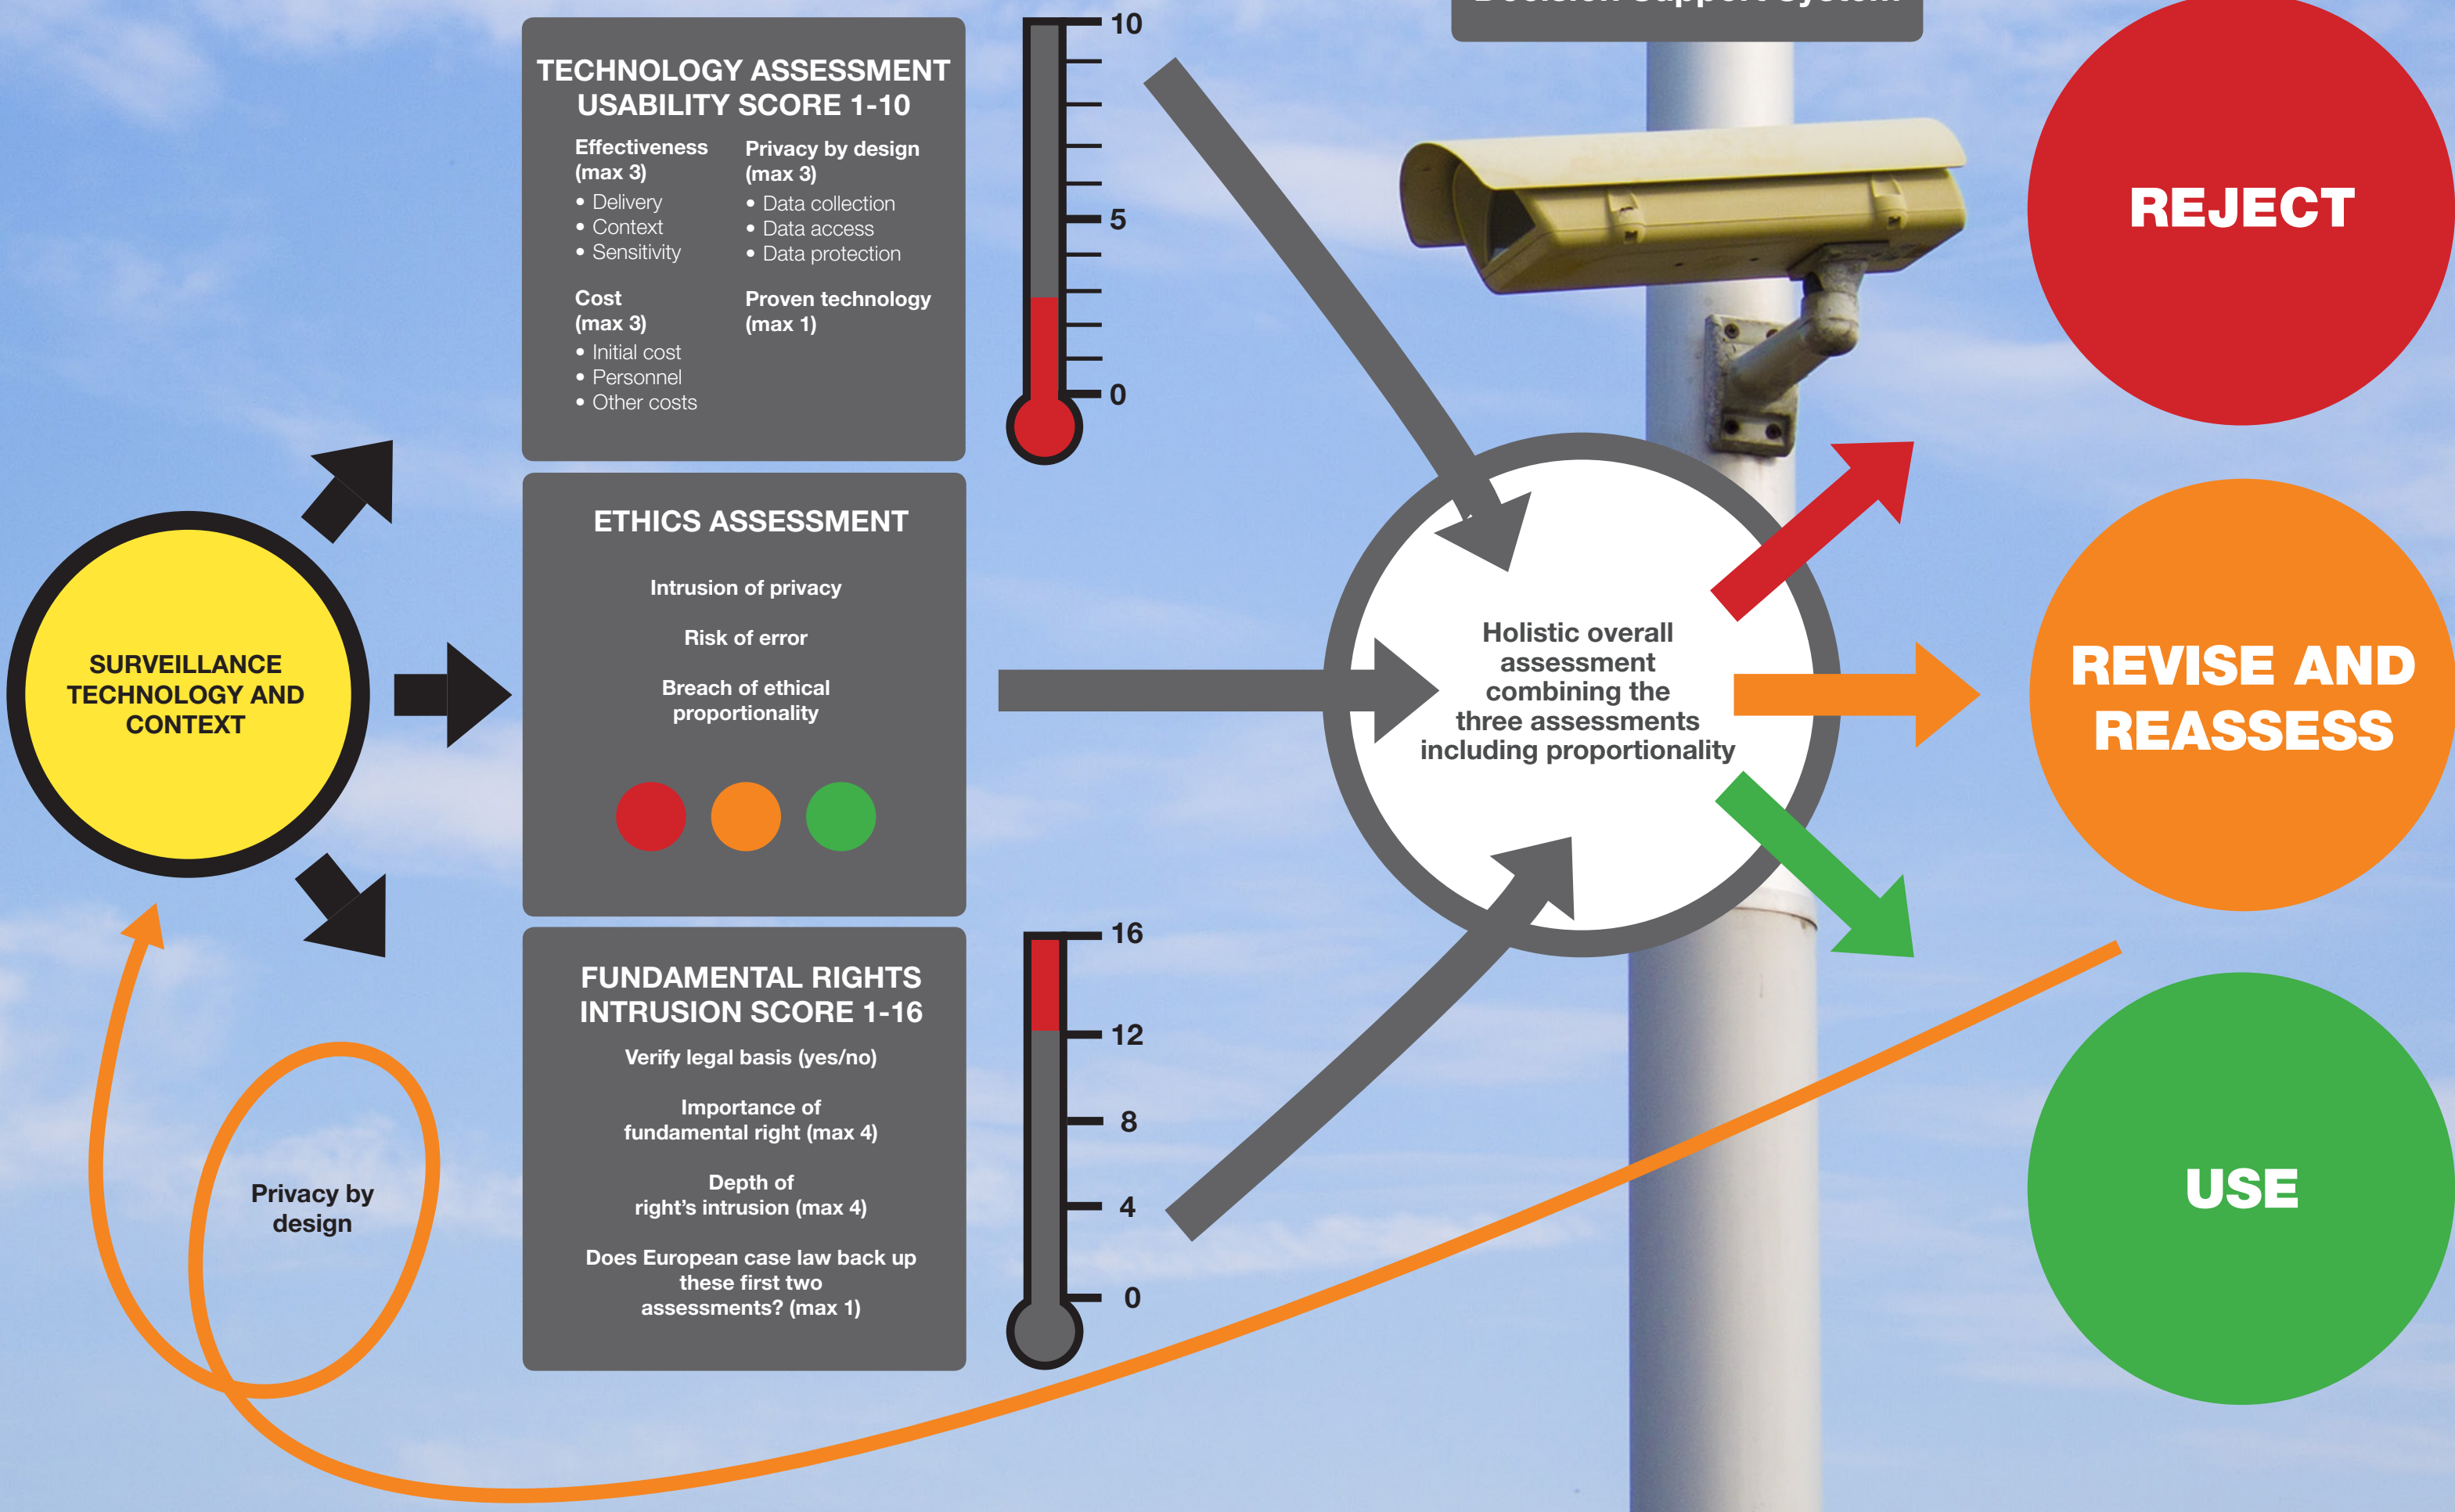 Decision Support System
TECHNOLOGY ASSESSMENT
USABILITY SCORE 1-10
Effectiveness
(max 3)
• Delivery
• Context
• Sensitivity
Privacy by design
(max 3)
• Data collection
• Data access
• Data protection
Cost
(max 3)
• Initial cost
• Personnel
• Other costs
Proven technology
(max 1)
10
5
0
REJECT
ETHICS ASSESSMENT
Intrusion of privacy
Risk of error
Breach of ethical
proportionality
SURVEILLANCE
TECHNOLOGY AND
CONTEXT
Holistic overall
assessment
combining the
three assessments
including proportionality
REVISE AND
REASSESS
FUNDAMENTAL RIGHTS
INTRUSION SCORE 1-16
Verify legal basis (yes/no)
Importance of
fundamental right (max 4)
Depth of
right's intrusion (max 4)
Does European case law back up
these first two
assessments? (max 1)
16
12
8
4
0
Privacy by
design
USE